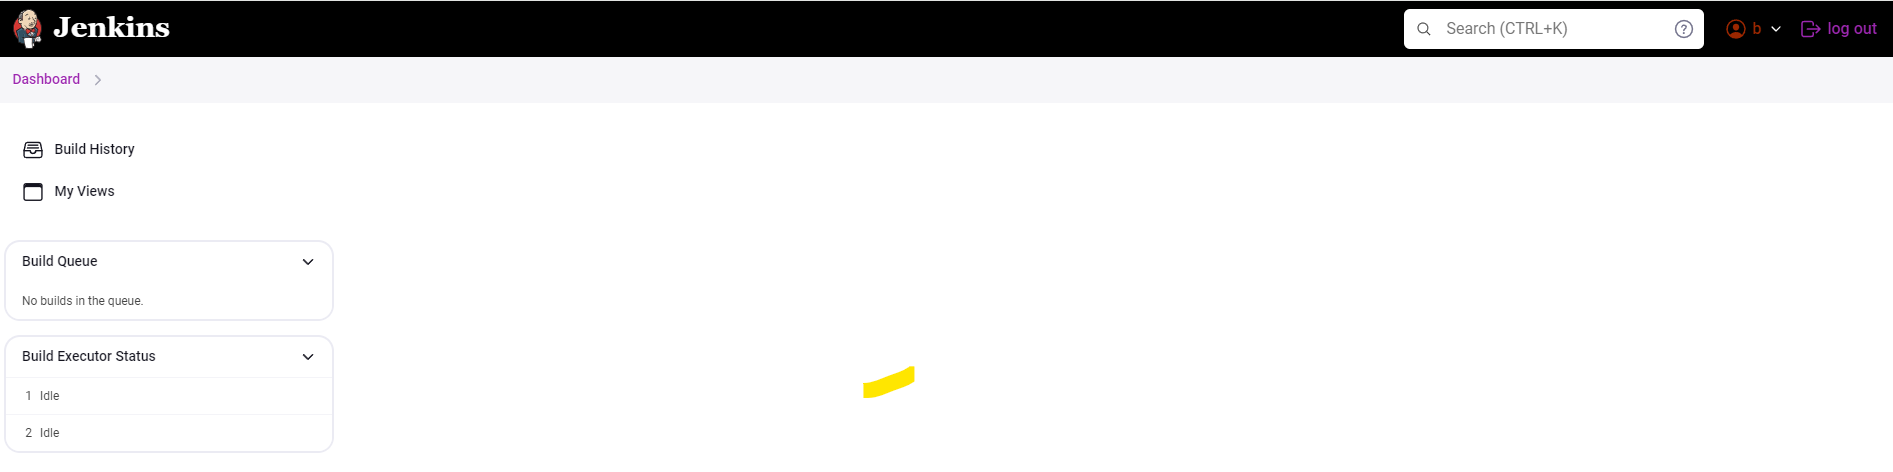 Jenkins
Search (CTRL+K)
b
log out
Dashboard
Build History
My Views
Build Queue
No builds in the queue.
Build Executor Status
1 Idle
2 Idle